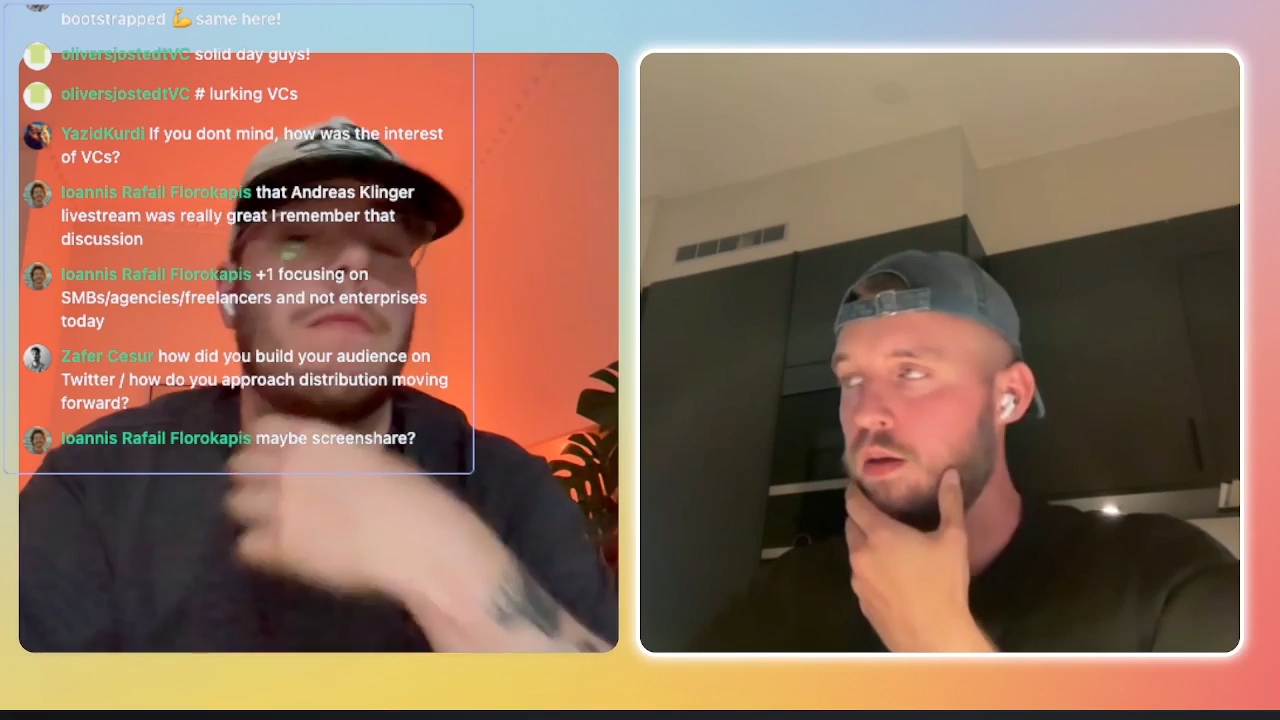 bootstrapped 💪 same here!
oliversjostedtVC solid day guys!
oliversjostedtVC # lurking VCs
YazidKurdi If you dont mind, how was the interest
of VCs?
Ioannis Rafail Florokapis that Andreas Klinger
livestream was really great I remember that
discussion
Ioannis Rafail Florokapis +1 focusing on
SMBs/agencies/freelancers and not enterprises
today
Zafer Cesur how did you build your audience on
Twitter / how do you approach distribution moving
forward?
Ioannis Rafail Florokapis maybe screenshare?